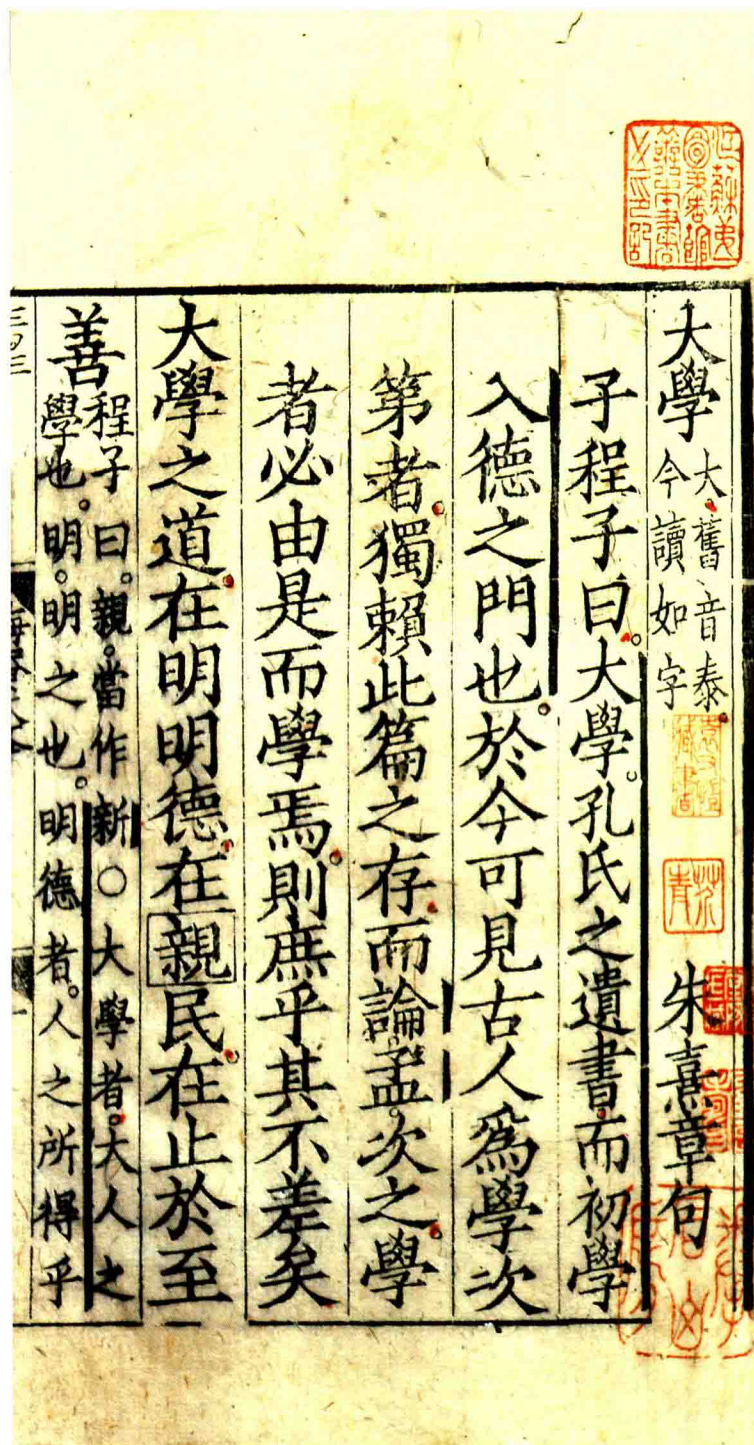 大學 大。舊音泰。今讀如字 朱熹章句
子程子曰。大學。孔氏之遺書。而初學
入德之門也。於今可見古人爲學次
第者。獨賴此篇之存。而論孟。次之。學
者必由是而學焉。則庶乎其不差矣
大學之道。在明明德。在親民。在止於至
善 程子曰。親。當作新○大學者。大人之
學也。明。明之也。明德者。人之所得乎